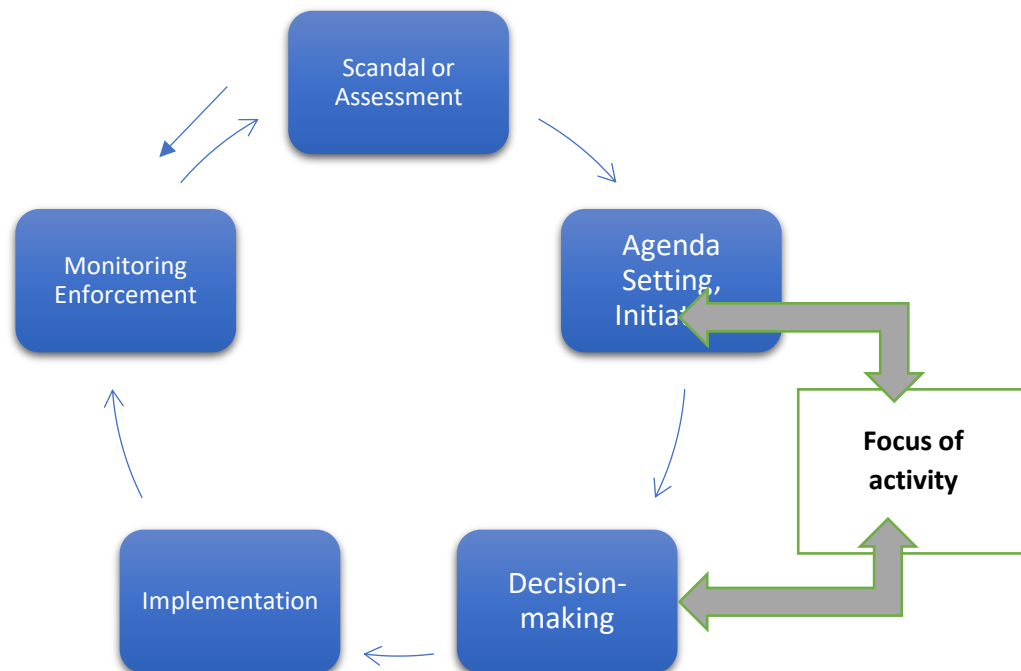 Scandal or
Assessment
Agenda
Setting,
Monitoring
Enforcement
Focus of
activity
Implementation
Decision-
making